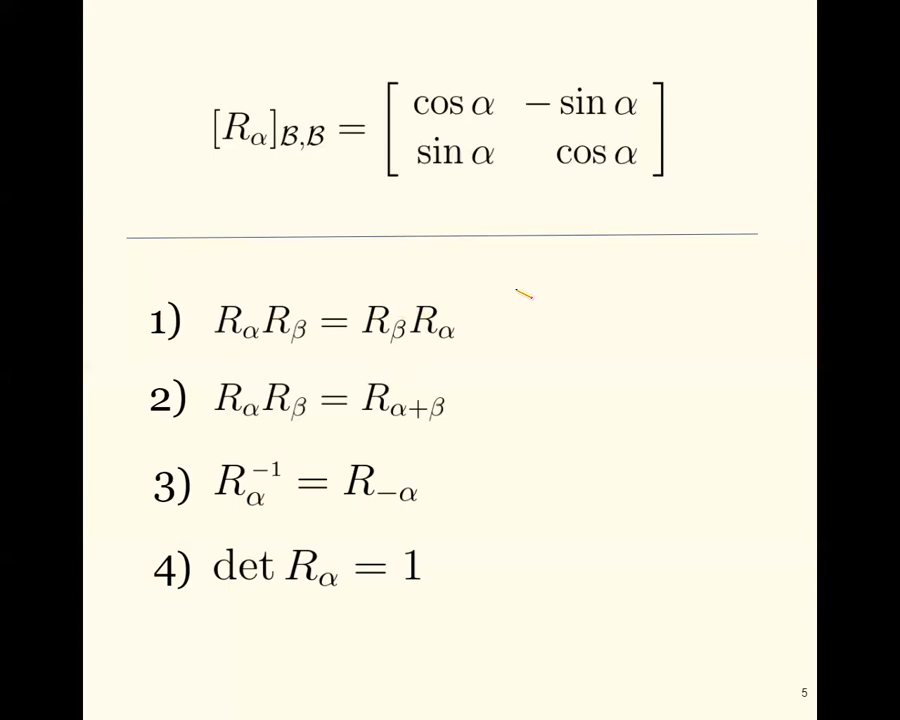 [R_α]_{ℬ,ℬ} = [ cos α  − sin α
sin α  cos α ]
1) R_α R_β = R_β R_α
2) R_α R_β = R_{α+β}
3) R_α^{−1} = R_{−α}
4) det R_α = 1
5